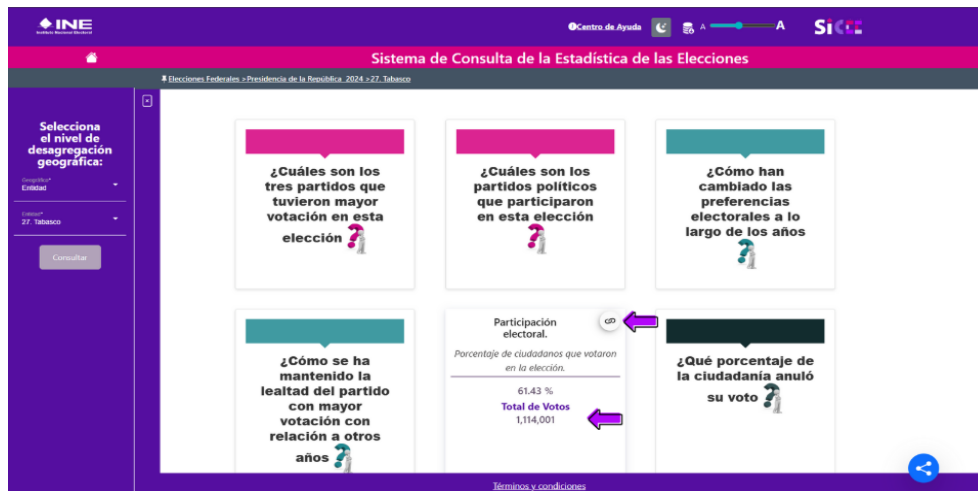 INE
Instituto Nacional Electoral
Centro de Ayuda
A
A
SiCEE
Sistema de Consulta de la Estadística de las Elecciones
Elecciones Federales > Presidencia de la República 2024 > 27. Tabasco
Selecciona
el nivel de
desagregación
geográfica:
Geográfico*
Entidad
Entidad*
27. Tabasco
Consultar
¿Cuáles son los
tres partidos que
tuvieron mayor
votación en esta
elección
¿Cuáles son los
partidos políticos
que participaron
en esta elección
¿Cómo han
cambiado las
preferencias
electorales a lo
largo de los años
¿Cómo se ha
mantenido la
lealtad del partido
con mayor
votación con
relación a otros
años
Participación
electoral.
Porcentaje de ciudadanos que votaron
en la elección.
61.43 %
Total de Votos
1,114,001
¿Qué porcentaje de
la ciudadanía anuló
su voto
Términos y condiciones